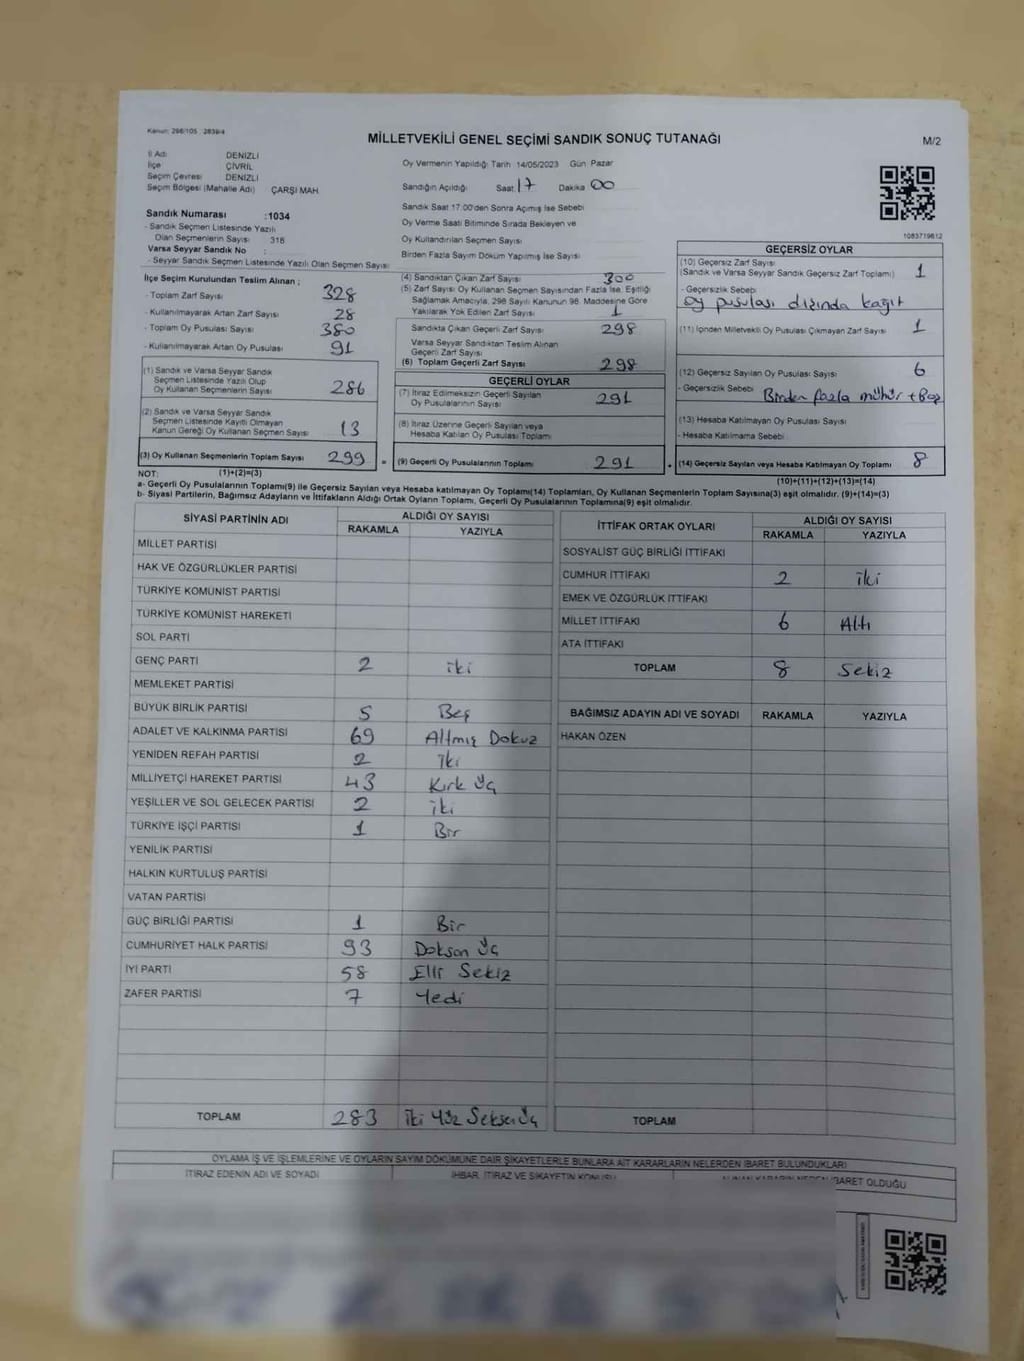 Kanun: 298/105 2839/4
MİLLETVEKİLİ GENEL SEÇİMİ SANDIK SONUÇ TUTANAĞI
M/2
İl Adı DENİZLİ
İlçe ÇİVRİL
Seçim Çevresi DENİZLİ
Seçim Bölgesi (Mahalle Adı) ÇARŞI MAH.
Sandık Numarası :1034
- Sandık Seçmen Listesinde Yazılı
Olan Seçmenlerin Sayısı 316
Varsa Seyyar Sandık No :
- Seyyar Sandık Seçmen Listesinde Yazılı Olan Seçmen Sayısı
Oy Vermenin Yapıldığı Tarih 14/05/2023 Gün Pazar
Sandığın Açıldığı Saat 17 Dakika 00
Sandık Saat 17:00'den Sonra Açımış İse Sebebi
Oy Verme Saati Bitiminde Sırada Bekleyen ve
Oy Kullandırılan Seçmen Sayısı
Birden Fazla Sayım Döküm Yapılmış İse Sayısı
1083719612
İlçe Seçim Kurulundan Teslim Alınan ;
- Toplam Zarf Sayısı 328
- Kullanılmayarak Artan Zarf Sayısı 28
- Toplam Oy Pusulası Sayısı 380
- Kullanılmayarak Artan Oy Pusulası 91
(1) Sandık ve Varsa Seyyar Sandık
Seçmen Listesinde Yazılı Olup
Oy Kullanan Seçmenlerin Sayısı 286
(2) Sandık ve Varsa Seyyar Sandık
Seçmen Listesinde Kayıtlı Olmayan
Kanun Gereği Oy Kullanan Seçmen Sayısı 13
(3) Oy Kullanan Seçmenlerin Toplam Sayısı 299 =
(1)+(2)=(3)
(4) Sandıktan Çıkan Zarf Sayısı 300
(5) Zarf Sayısı Oy Kullanan Seçmen Sayısından Fazla İse, Eşitliği
Sağlamak Amacıyla, 298 Sayılı Kanunun 98. Maddesine Göre
Yakılarak Yok Edilen Zarf Sayısı 1
Sandıkta Çıkan Geçerli Zarf Sayısı 298
Varsa Seyyar Sandıktan Teslim Alınan
Geçerli Zarf Sayısı
(6) Toplam Geçerli Zarf Sayısı 298
GEÇERLİ OYLAR
(7) İtiraz Edilmeksizin Geçerli Sayılan
Oy Pusulalarının Sayısı 291
(8) İtiraz Üzerine Geçerli Sayılan veya
Hesaba Katılan Oy Pusulası Toplamı
(9) Geçerli Oy Pusulalarının Toplamı 291 +
GEÇERSİZ OYLAR
(10) Geçersiz Zarf Sayısı 1
(Sandık ve Varsa Seyyar Sandık Geçersiz Zarf Toplamı)
- Geçersizlik Sebebi
oy pusulası dışında kağıt
(11) İçinden Milletvekili Oy Pusulası Çıkmayan Zarf Sayısı 1
(12) Geçersiz Sayılan Oy Pusulası Sayısı 6
- Geçersizlik Sebebi Birden fazla mühür + Boş
(13) Hesaba Katılmayan Oy Pusulası Sayısı
- Hesaba Katılmama Sebebi
(14) Geçersiz Sayılan veya Hesaba Katılmayan Oy Toplamı 8
(10)+(11)+(12)+(13)=(14)
NOT:
a- Geçerli Oy Pusulalarının Toplamı(9) ile Geçersiz Sayılan veya Hesaba katılmayan Oy Toplamı(14) Toplamları, Oy Kullanan Seçmenlerin Toplam Sayısına(3) eşit olmalıdır. (9)+(14)=(3)
b- Siyasi Partilerin, Bağımsız Adayların ve İttifakların Aldığı Ortak Oyların Toplamı, Geçerli Oy Pusulalarının Toplamına(9) eşit olmalıdır.
SİYASİ PARTİNİN ADI ALDIĞI OY SAYISI
RAKAMLA YAZIYLA
MİLLET PARTİSİ
HAK VE ÖZGÜRLÜKLER PARTİSİ
TÜRKİYE KOMÜNİST PARTİSİ
TÜRKİYE KOMÜNİST HAREKETİ
SOL PARTİ
GENÇ PARTİ 2 iki
MEMLEKET PARTİSİ
BÜYÜK BİRLİK PARTİSİ 5 Beş
ADALET VE KALKINMA PARTİSİ 69 Altmış Dokuz
YENİDEN REFAH PARTİSİ 2 İki
MİLLİYETÇİ HAREKET PARTİSİ 43 Kırk Üç
YEŞİLLER VE SOL GELECEK PARTİSİ 2 iki
TÜRKİYE İŞÇİ PARTİSİ 1 Bir
YENİLİK PARTİSİ
HALKIN KURTULUŞ PARTİSİ
VATAN PARTİSİ
GÜÇ BİRLİĞİ PARTİSİ 1 Bir
CUMHURİYET HALK PARTİSİ 93 Doksan Üç
İYİ PARTİ 58 Elli Sekiz
ZAFER PARTİSİ 7 Yedi
TOPLAM 283 İki Yüz Seksen Üç
İTTİFAK ORTAK OYLARI ALDIĞI OY SAYISI
RAKAMLA YAZIYLA
SOSYALİST GÜÇ BİRLİĞİ İTTİFAKI
CUMHUR İTTİFAKI 2 iki
EMEK VE ÖZGÜRLÜK İTTİFAKI
MİLLET İTTİFAKI 6 Altı
ATA İTTİFAKI
TOPLAM 8 Sekiz
BAĞIMSIZ ADAYIN ADI VE SOYADI RAKAMLA YAZIYLA
HAKAN ÖZEN
TOPLAM
OYLAMA İŞ VE İŞLEMLERİNE VE OYLARIN SAYIM DÖKÜMÜNE DAİR ŞİKAYETLERLE BUNLARA AİT KARARLARIN NELERDEN İBARET BULUNDUKLARI
İTİRAZ EDENİN ADI VE SOYADI İHBAR, İTİRAZ VE ŞİKAYETİN KONUSU ALINAN KARARIN NEDEN İBARET OLDUĞU